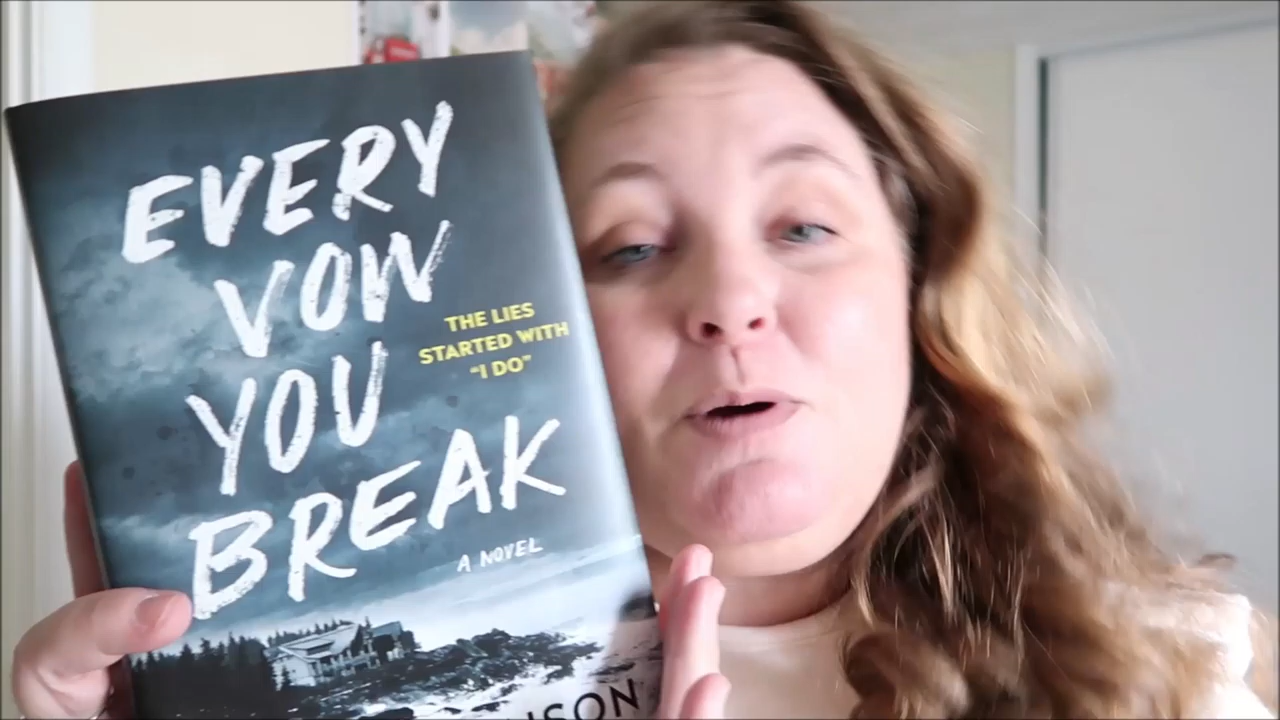 EVERY
VOW
YOU
BREAK
THE LIES
STARTED WITH
"I DO"
A NOVEL